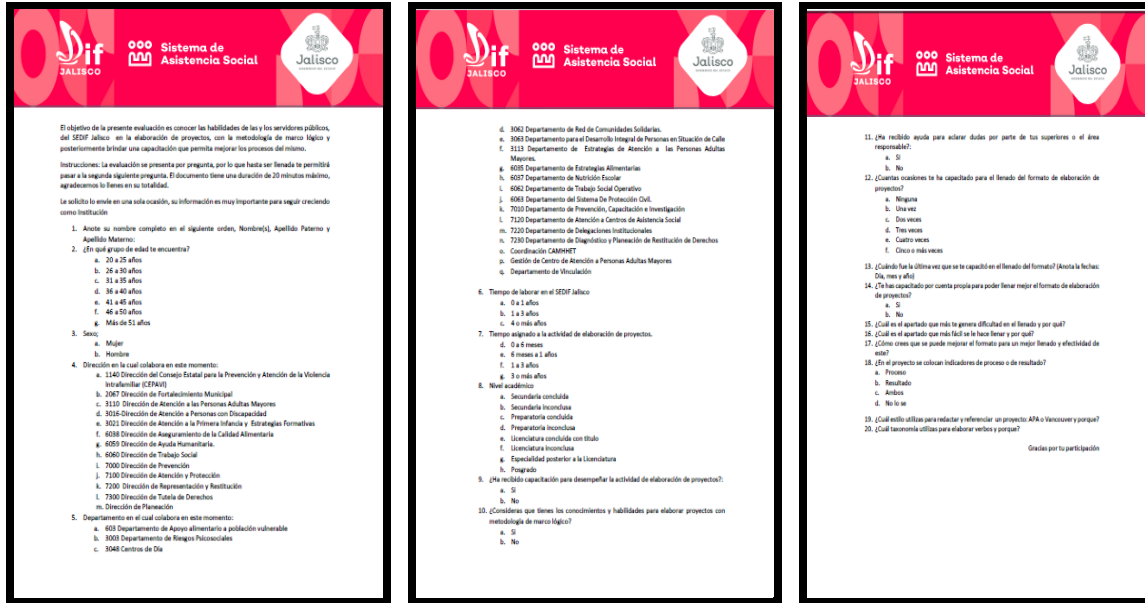 Dif
JALISCO
Sistema de
Asistencia Social
Jalisco
GOBIERNO DEL ESTADO
El objetivo de la presente evaluación es conocer las habilidades de las y los servidores públicos,
del SEDIF Jalisco en la elaboración de proyectos, con la metodología de marco lógico y
posteriormente brindar una capacitación que permita mejorar los procesos del mismo.
Instrucciones: La evaluación se presenta por pregunta, por lo que hasta ser llenada te permitirá
pasar a la segunda siguiente pregunta. El documento tiene una duración de 20 minutos máximo,
agradecemos lo llenes en su totalidad.
Le solicito lo envíe en una sola ocasión, su información es muy importante para seguir creciendo
como Institución
1. Anote su nombre completo en el siguiente orden, Nombre(s), Apellido Paterno y
Apellido Materno:
2. ¿En qué grupo de edad te encuentra?
a. 20 a 25 años
b. 26 a 30 años
c. 31 a 35 años
d. 36 a 40 años
e. 41 a 45 años
f. 46 a 50 años
g. Más de 51 años
3. Sexo;
a. Mujer
b. Hombre
4. Dirección en la cual colabora en este momento:
a. 1140 Dirección del Consejo Estatal para la Prevención y Atención de la Violencia
Intrafamiliar (CEPAVI)
b. 2067 Dirección de Fortalecimiento Municipal
c. 3110 Dirección de Atención a las Personas Adultas Mayores
d. 3016-Dirección de Atención a Personas con Discapacidad
e. 3021 Dirección de Atención a la Primera Infancia y Estrategias Formativas
f. 6038 Dirección de Aseguramiento de la Calidad Alimentaria
g. 6059 Dirección de Ayuda Humanitaria.
h. 6060 Dirección de Trabajo Social
i. 7000 Dirección de Prevención
j. 7100 Dirección de Atención y Protección
k. 7200 Dirección de Representación y Restitución
l. 7300 Dirección de Tutela de Derechos
m. Dirección de Planeación
5. Departamento en el cual colabora en este momento:
a. 603 Departamento de Apoyo alimentario a población vulnerable
b. 3003 Departamento de Riesgos Psicosociales
c. 3048 Centros de Día
Dif
JALISCO
Sistema de
Asistencia Social
Jalisco
GOBIERNO DEL ESTADO
d. 3062 Departamento de Red de Comunidades Solidarias.
e. 3063 Departamento para el Desarrollo Integral de Personas en Situación de Calle
f. 3113 Departamento de Estrategias de Atención a las Personas Adultas
Mayores.
g. 6035 Departamento de Estrategias Alimentarias
h. 6037 Departamento de Nutrición Escolar
i. 6062 Departamento de Trabajo Social Operativo
j. 6063 Departamento del Sistema De Protección Civil.
k. 7010 Departamento de Prevención, Capacitación e Investigación
l. 7120 Departamento de Atención a Centros de Asistencia Social
m. 7220 Departamento de Delegaciones Institucionales
n. 7230 Departamento de Diagnóstico y Planeación de Restitución de Derechos
o. Coordinación CAMHHET
p. Gestión de Centro de Atención a Personas Adultas Mayores
q. Departamento de Vinculación
6. Tiempo de laborar en el SEDIF Jalisco
a. 0 a 1 años
b. 1 a 3 años
c. 4 o más años
7. Tiempo asignado a la actividad de elaboración de proyectos.
d. 0 a 6 meses
e. 6 meses a 1 años
f. 1 a 3 años
g. 3 o más años
8. Nivel académico
a. Secundaria concluida
b. Secundaria inconclusa
c. Preparatoria concluida
d. Preparatoria inconclusa
e. Licenciatura concluida con título
f. Licenciatura inconclusa
g. Especialidad posterior a la Licenciatura
h. Posgrado
9. ¿Ha recibido capacitación para desempeñar la actividad de elaboración de proyectos?:
a. Si
b. No
10. ¿Consideras que tienes los conocimientos y habilidades para elaborar proyectos con
metodología de marco lógico?
a. Si
b. No
Dif
JALISCO
Sistema de
Asistencia Social
Jalisco
GOBIERNO DEL ESTADO
11. ¿Ha recibido ayuda para aclarar dudas por parte de tus superiores o el área
responsable?:
a. Si
b. No
12. ¿Cuantas ocasiones te ha capacitado para el llenado del formato de elaboración de
proyectos?
a. Ninguna
b. Una vez
c. Dos veces
d. Tres veces
e. Cuatro veces
f. Cinco o más veces
13. ¿Cuándo fue la última vez que se te capacitó en el llenado del formato? (Anota la fechas:
Día, mes y año)
14. ¿Te has capacitado por cuenta propia para poder llenar mejor el formato de elaboración
de proyectos?
a. Si
b. No
15. ¿Cuál es el apartado que más te genera dificultad en el llenado y por qué?
16. ¿Cuál es el apartado que más fácil se le hace llenar y por qué?
17. ¿Cómo crees que se puede mejorar el formato para un mejor llenado y efectividad de
este?
18. ¿En el proyecto se colocan indicadores de proceso o de resultado?
a. Proceso
b. Resultado
c. Ambos
d. No lo se
19. ¿Cuál estilo utilizas para redactar y referenciar un proyecto: APA o Vancouver y porque?
20. ¿Cuál taxonomía utilizas para elaborar verbos y porque?
Gracias por tu participación